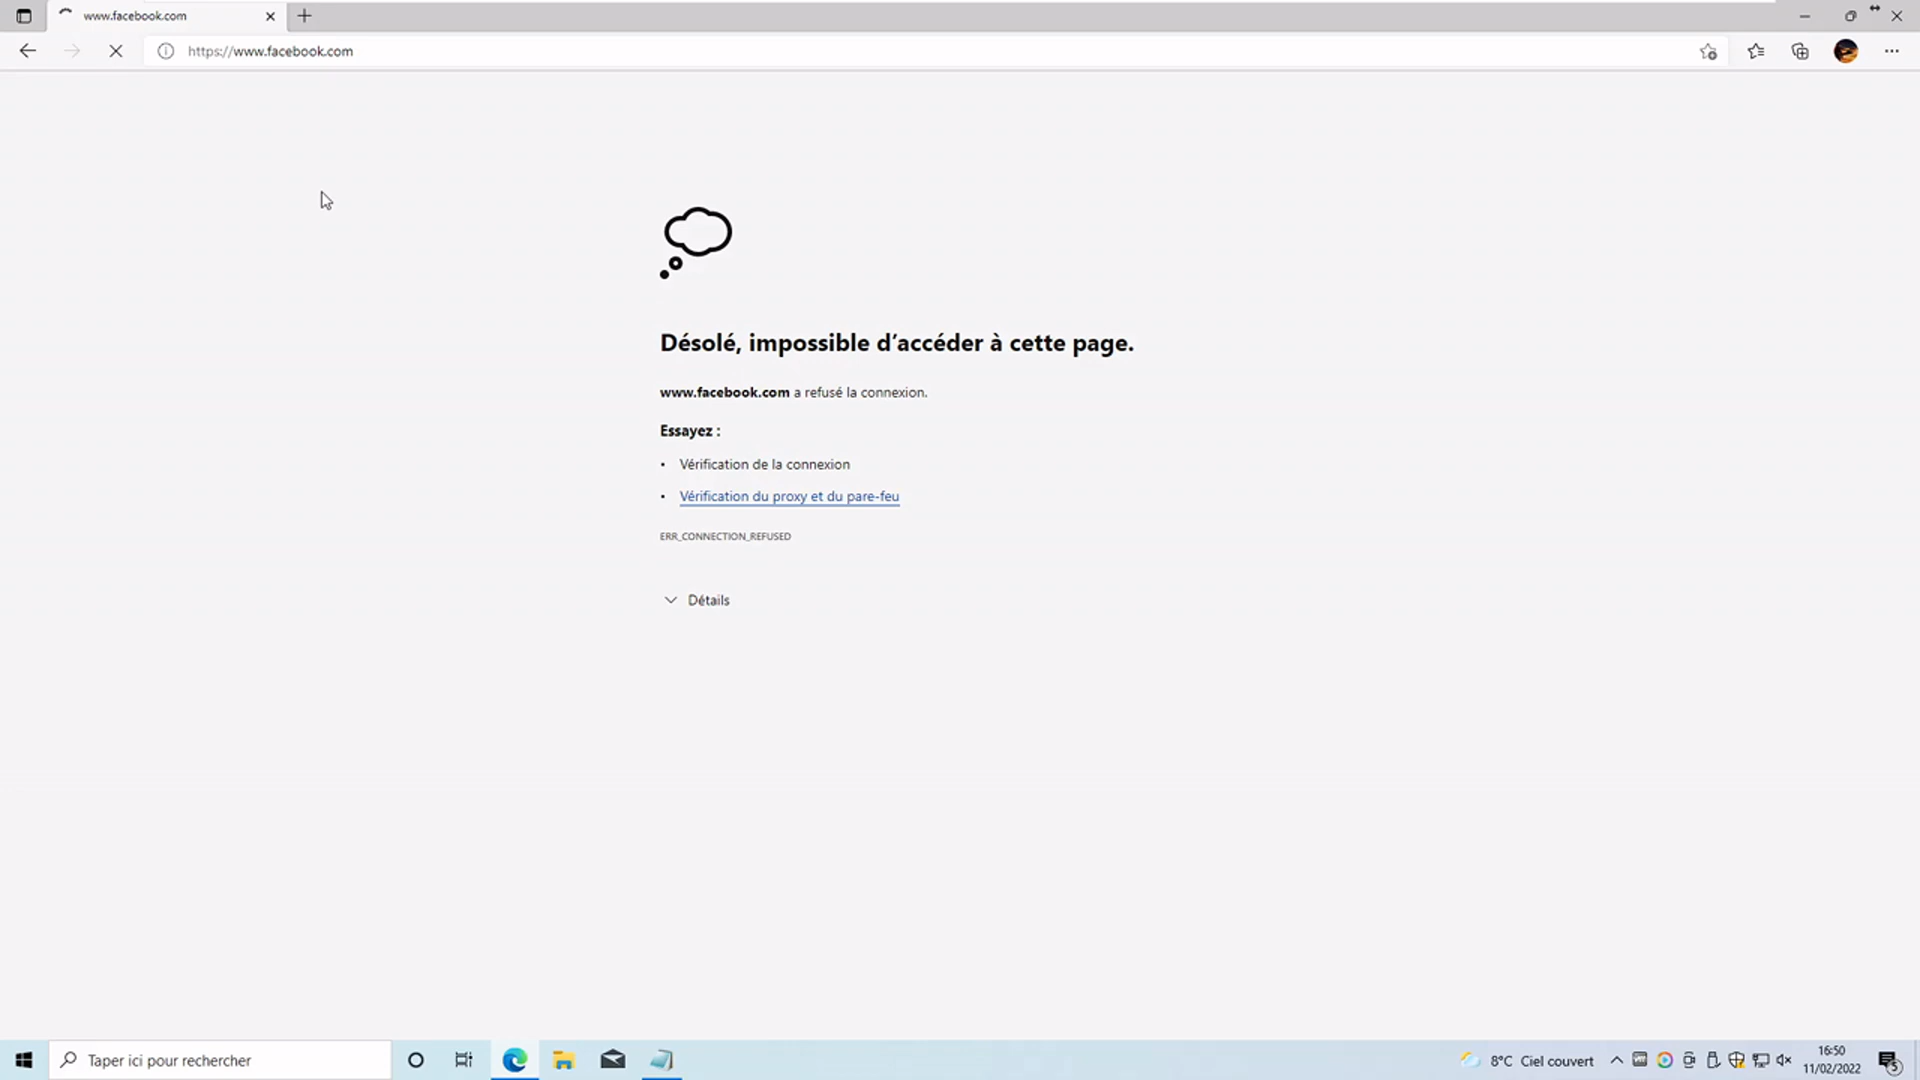 www.facebook.com
https://www.facebook.com
Désolé, impossible d’accéder à cette page.
www.facebook.com a refusé la connexion.
Essayez :
• Vérification de la connexion
• Vérification du proxy et du pare-feu
ERR_CONNECTION_REFUSED
Détails
Taper ici pour rechercher
8°C Ciel couvert
16:50
11/02/2022
5